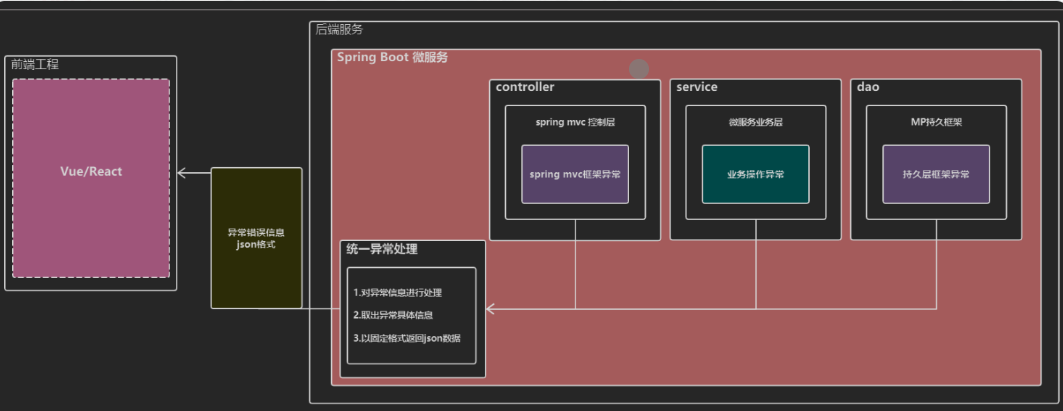 后端服务
前端工程
Vue/React
异常错误信息
json格式
Spring Boot 微服务
controller
spring mvc 控制层
spring mvc框架异常
service
微服务业务层
业务操作异常
dao
MP持久框架
持久层框架异常
统一异常处理
1.对异常信息进行处理
2.取出异常具体信息
3.以固定格式返回json数据